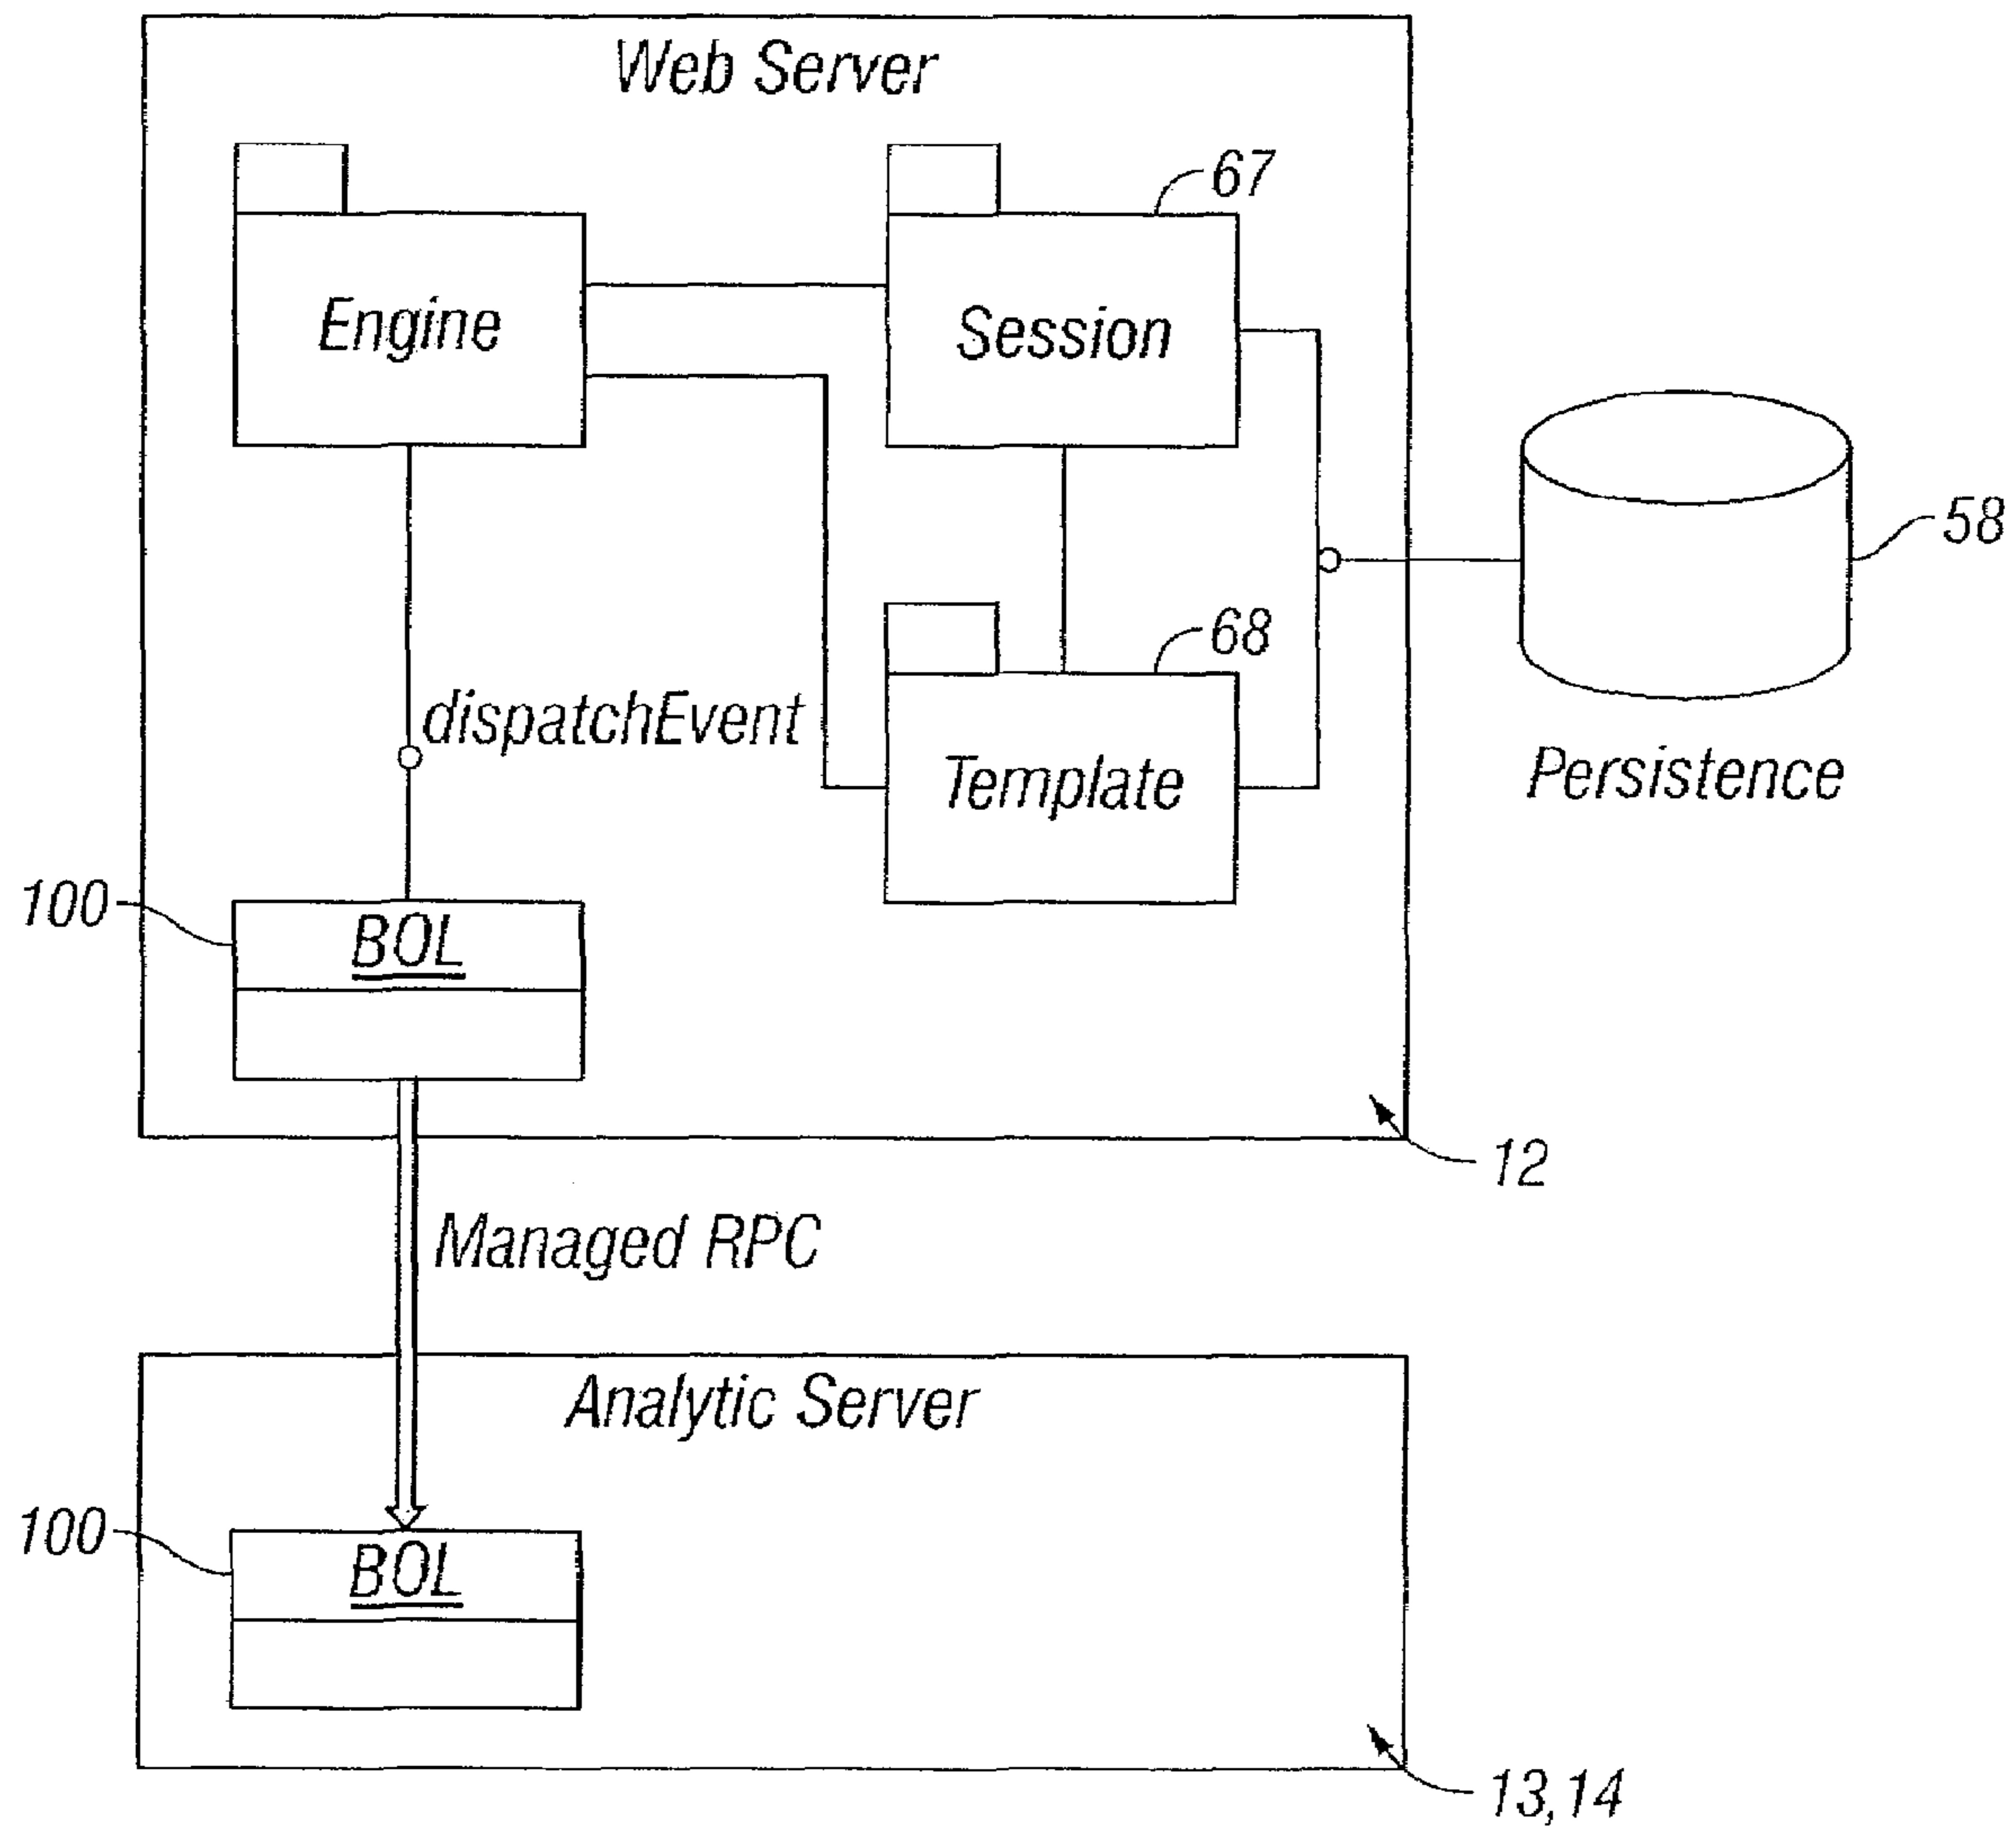 Web Server
67
Engine
Session
58
68
dispatchEvent
Template
Persistence
100
BOL
12
Managed RPC
Analytic Server
100
BOL
13,14